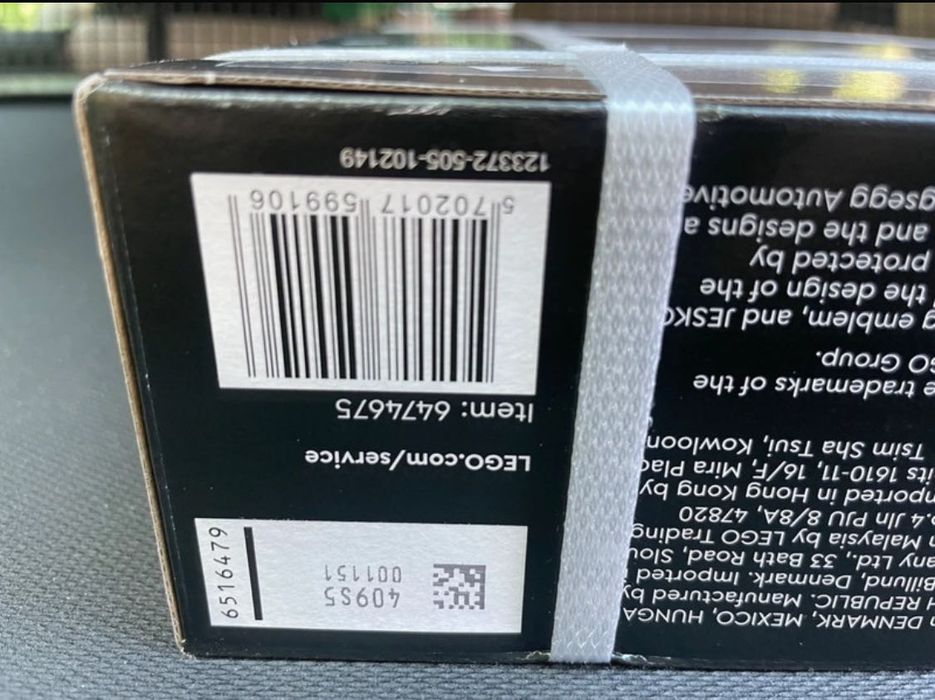 DENMARK, MEXICO, HUNGA
REPUBLIC. Manufactured by
Billund, Denmark. Imported
any Ltd., 33 Bath Road, Slou
Malaysia by LEGO Trading
.4 Jln PJU 8/8A, 47820
mported in Hong Kong by
its 1610-11, 16/F, Mira Plac
Tsim Sha Tsui, Kowloon
e trademarks of the
GO Group.
g emblem, and JESKO
the design of the
protected by
and the designs a
gsegg Automotive
409S5
001151
6516479
LEGO.com/service
Item: 6474675
5 702017 599106
123372-505-102149